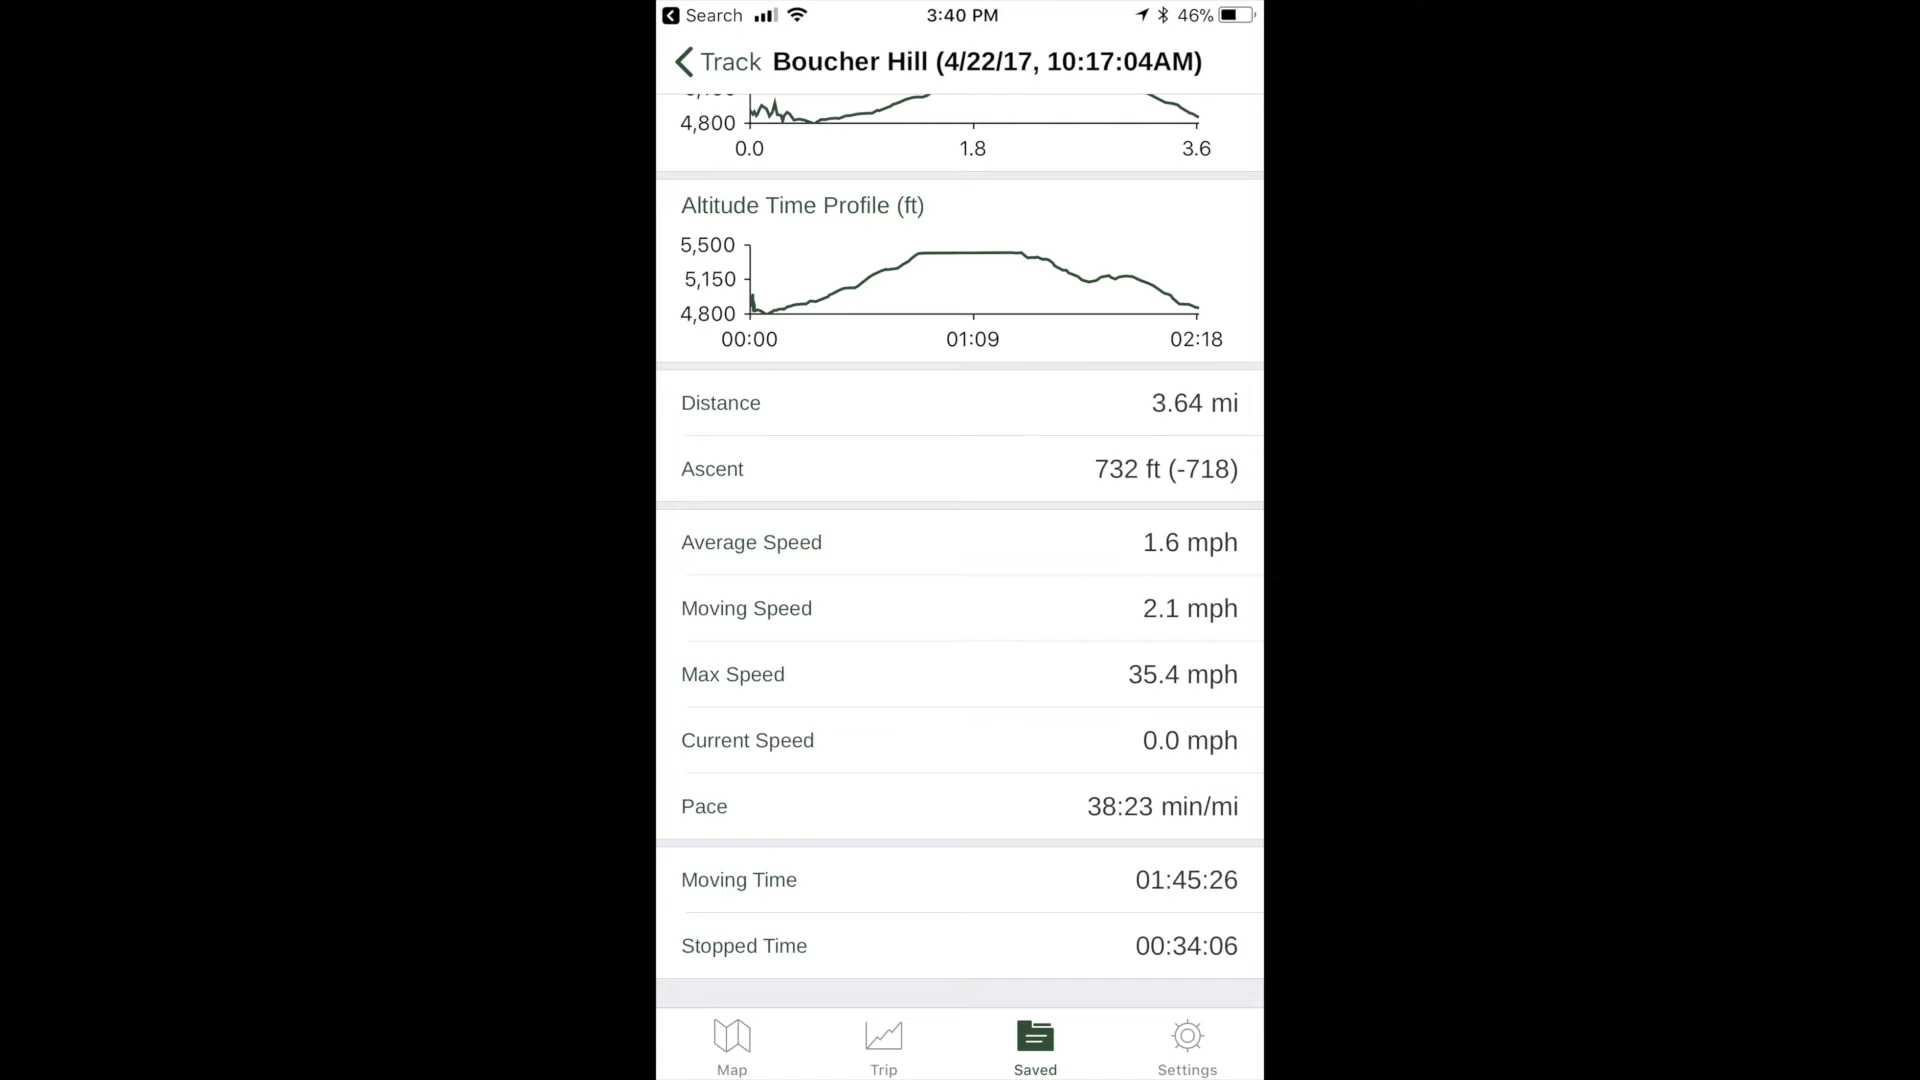 Search 3:40 PM 46%
Track Boucher Hill (4/22/17, 10:17:04AM)
4,800
0.0 1.8 3.6
Altitude Time Profile (ft)
5,500
5,150
4,800
00:00 01:09 02:18
Distance 3.64 mi
Ascent 732 ft (-718)
Average Speed 1.6 mph
Moving Speed 2.1 mph
Max Speed 35.4 mph
Current Speed 0.0 mph
Pace 38:23 min/mi
Moving Time 01:45:26
Stopped Time 00:34:06
Map Trip Saved Settings